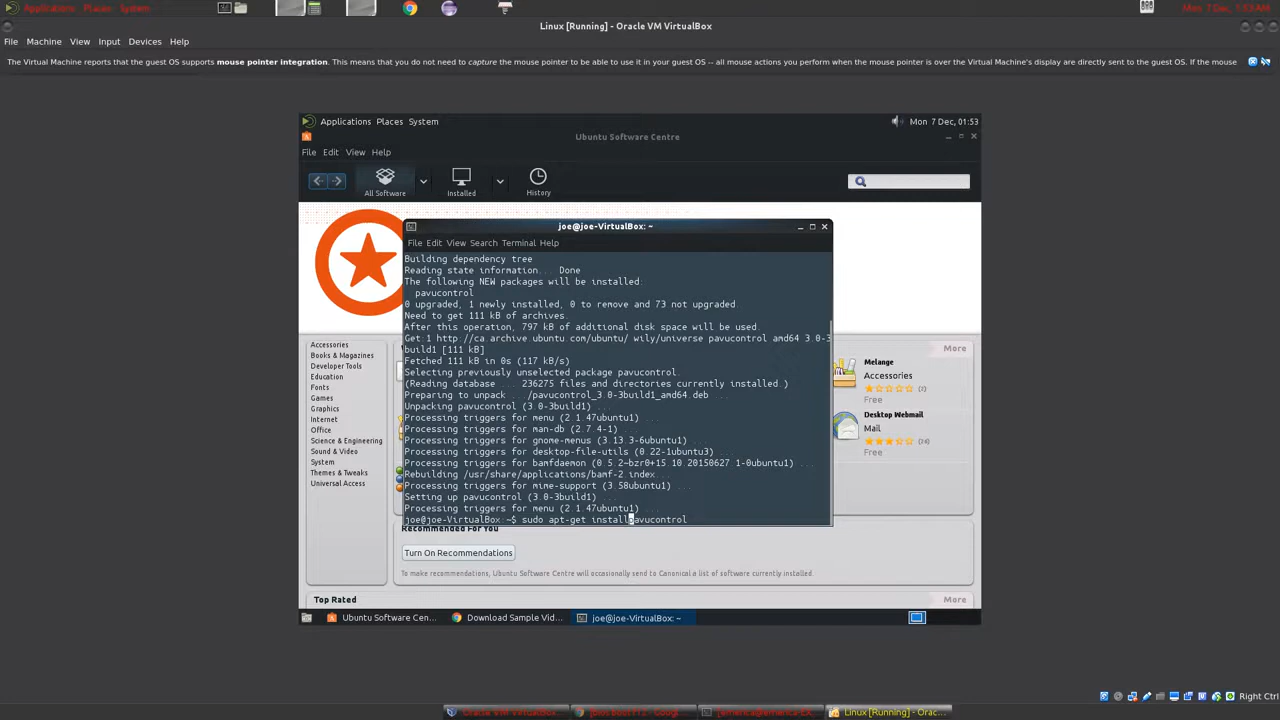 Applications Places System
Mon 7 Dec, 1:53 AM
Linux [Running] - Oracle VM VirtualBox
File Machine View Input Devices Help
The Virtual Machine reports that the guest OS supports mouse pointer integration. This means that you do not need to capture the mouse pointer to be able to use it in your guest OS -- all mouse actions you perform when the mouse pointer is over the Virtual Machine's display are directly sent to the guest OS. If the mouse
Applications Places System
Mon 7 Dec, 01:53
Ubuntu Software Centre
File Edit View Help
All Software
Installed
History
joe@joe-VirtualBox: ~
File Edit View Search Terminal Help
Building dependency tree
Reading state information... Done
The following NEW packages will be installed:
pavucontrol
0 upgraded, 1 newly installed, 0 to remove and 73 not upgraded.
Need to get 111 kB of archives.
After this operation, 797 kB of additional disk space will be used.
Get:1 http://ca.archive.ubuntu.com/ubuntu/ wily/universe pavucontrol amd64 3.0-3
build1 [111 kB]
Fetched 111 kB in 0s (117 kB/s)
Selecting previously unselected package pavucontrol.
(Reading database ... 236275 files and directories currently installed.)
Preparing to unpack .../pavucontrol_3.0-3build1_amd64.deb ...
Unpacking pavucontrol (3.0-3build1) ...
Processing triggers for menu (2.1.47ubuntu1) ...
Processing triggers for man-db (2.7.4-1) ...
Processing triggers for gnome-menus (3.13.3-6ubuntu1) ...
Processing triggers for desktop-file-utils (0.22-1ubuntu3) ...
Processing triggers for bamfdaemon (0.5.2~bzr0+15.10.20150627.1-0ubuntu1) ...
Rebuilding /usr/share/applications/bamf-2.index...
Processing triggers for mime-support (3.58ubuntu1) ...
Setting up pavucontrol (3.0-3build1) ...
Processing triggers for menu (2.1.47ubuntu1) ...
joe@joe-VirtualBox:~$ sudo apt-get install pavucontrol
Accessories
Books & Magazines
Developer Tools
Education
Fonts
Games
Graphics
Internet
Office
Science & Engineering
Sound & Video
System
Themes & Tweaks
Universal Access
More
Melange
Accessories
(2)
Free
Desktop Webmail
Mail
Free
Recommended For You
Turn On Recommendations
To make recommendations, Ubuntu Software Centre will occasionally send to Canonical a list of software currently installed.
Top Rated
More
Ubuntu Software Cen...
Download Sample Vid...
joe@joe-VirtualBox: ~
Right Ctrl
Oracle VM VirtualBox
Linux [Running] - Orac...